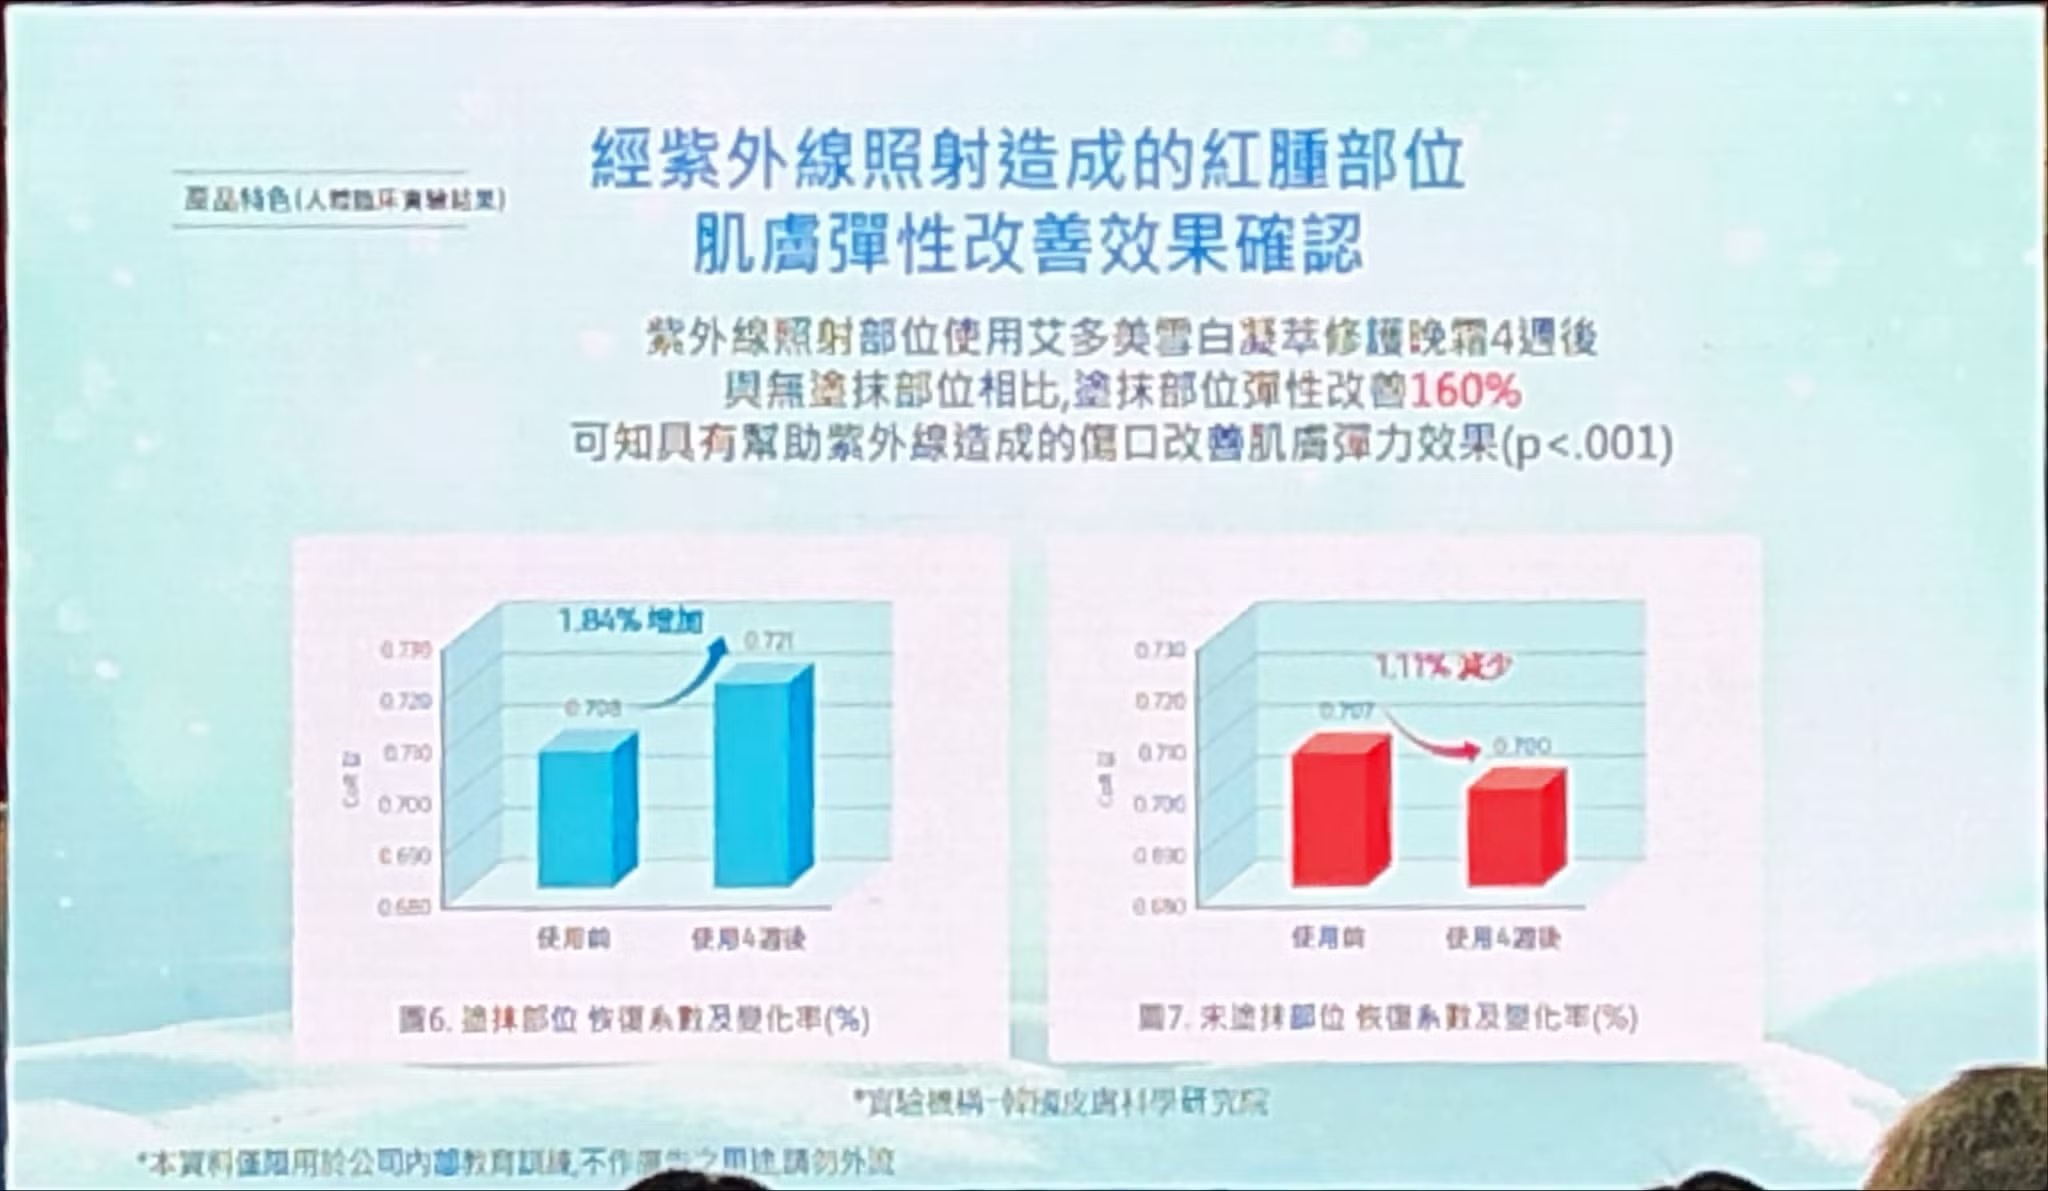 產品特色(人體臨床實驗結果)
經紫外線照射造成的紅腫部位
肌膚彈性改善效果確認
紫外線照射部位使用艾多美雪白凝萃修護晚霜4週後
與無塗抹部位相比,塗抹部位彈性改善160%
可知具有幫助紫外線造成的傷口改善肌膚彈力效果(p<.001)
1.84% 增加
0.730
0.720
0.710
0.700
0.690
0.680
0.708
0.721
使用前
使用4週後
圖6. 塗抹部位 恢復系數及變化率(%)
1.11% 減少
0.730
0.720
0.710
0.700
0.690
0.680
0.707
0.700
使用前
使用4週後
圖7. 未塗抹部位 恢復系數及變化率(%)
*實驗機構-韓國皮膚科學研究院
*本資料僅限用於公司內部教育訓練,不作廣告之用途,請勿外流